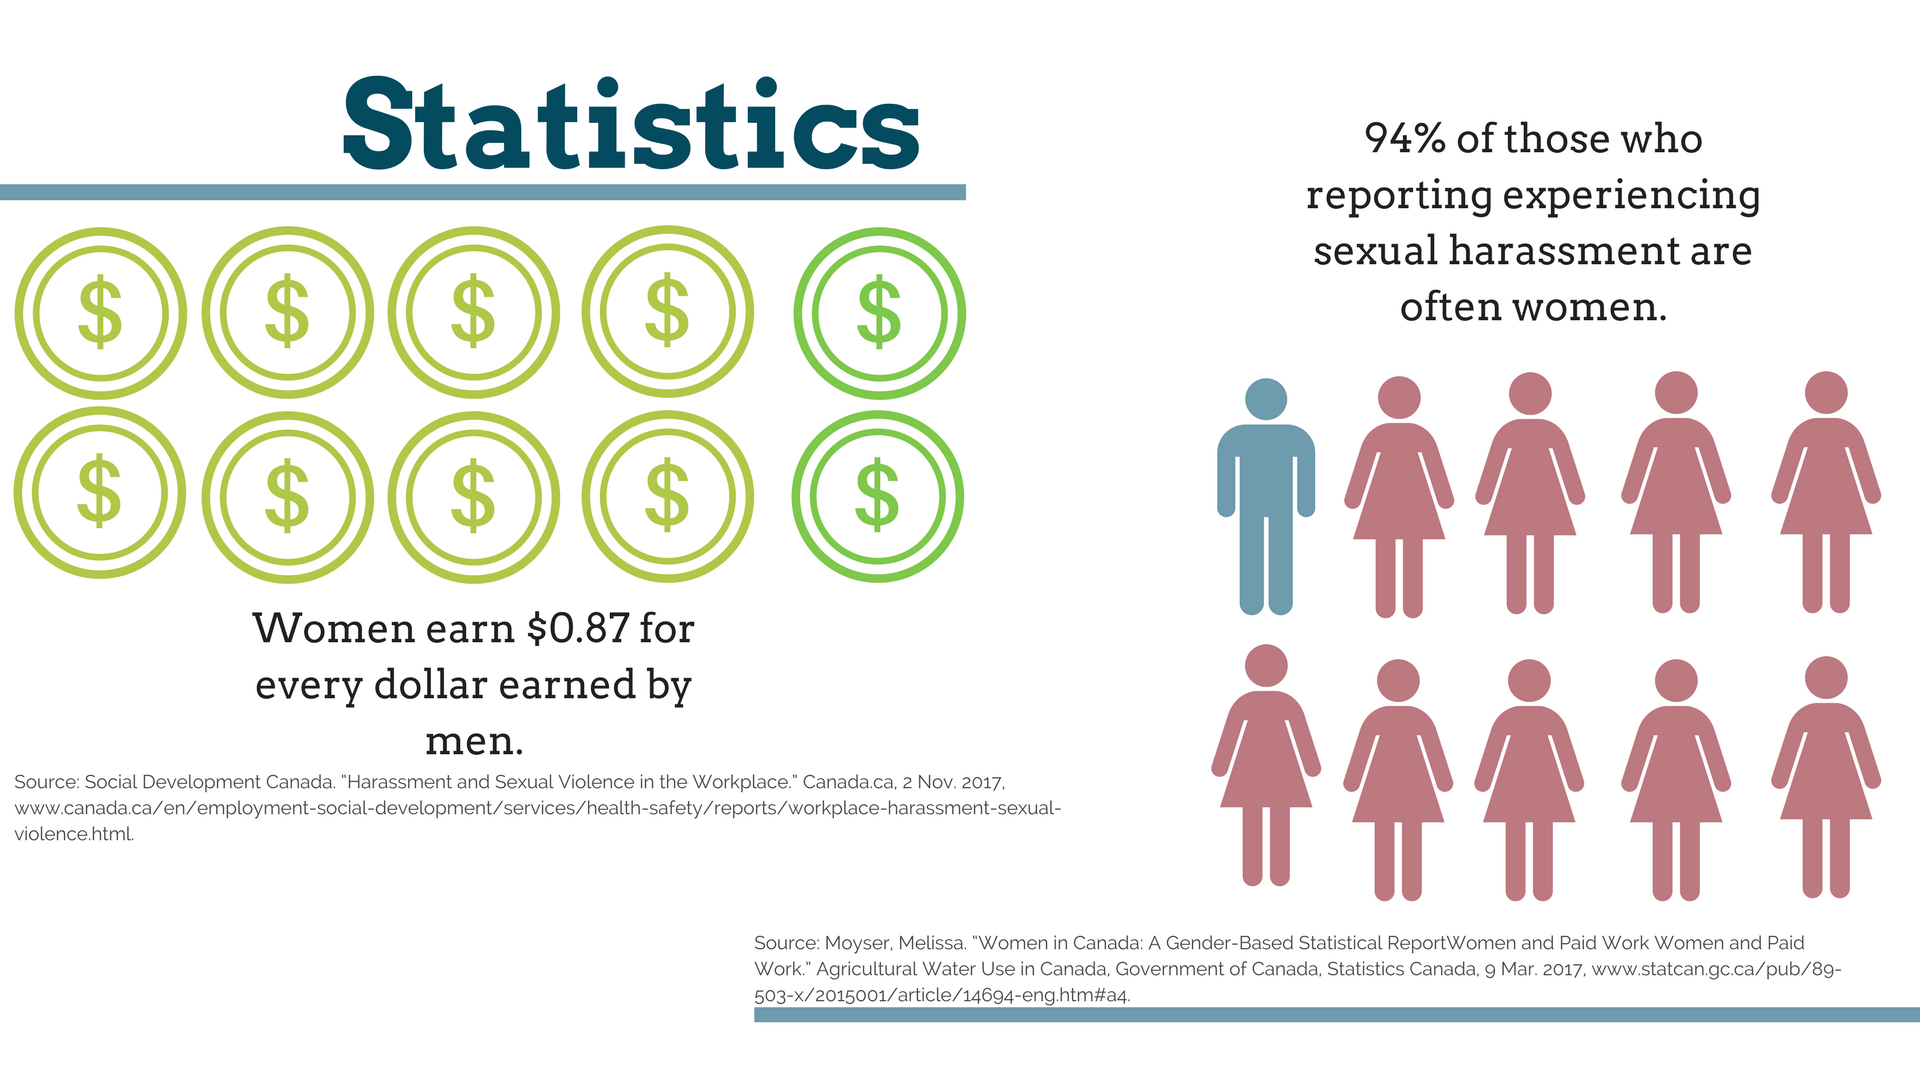 Statistics
$ $ $ $ $
$ $ $ $ $
Women earn $0.87 for
every dollar earned by
men.
Source: Social Development Canada. “Harassment and Sexual Violence in the Workplace.” Canada.ca, 2 Nov. 2017,
www.canada.ca/en/employment-social-development/services/health-safety/reports/workplace-harassment-sexual-
violence.html.
94% of those who
reporting experiencing
sexual harassment are
often women.
Source: Moyser, Melissa. “Women in Canada: A Gender-Based Statistical ReportWomen and Paid Work Women and Paid
Work.” Agricultural Water Use in Canada, Government of Canada, Statistics Canada, 9 Mar. 2017, www.statcan.gc.ca/pub/89-
503-x/2015001/article/14694-eng.htm#a4.